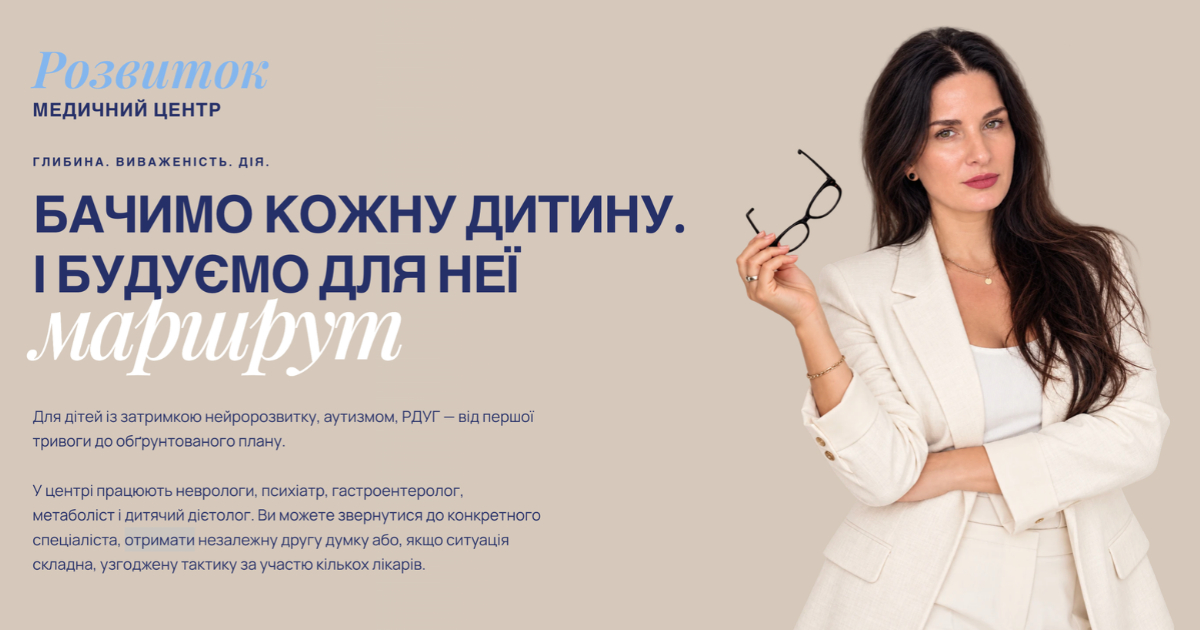 Розвиток
МЕДИЧНИЙ ЦЕНТР
ГЛИБИНА. ВИВАЖЕНІСТЬ. ДІЯ.
БАЧИМО КОЖНУ ДИТИНУ.
І БУДУЄМО ДЛЯ НЕЇ
маршрут
Для дітей із затримкою нейророзвитку, аутизмом, РДУГ — від першої
тривоги до обґрунтованого плану.
У центрі працюють неврологи, психіатр, гастроентеролог,
метаболіст і дитячий дієтолог. Ви можете звернутися до конкретного
спеціаліста, отримати незалежну другу думку або, якщо ситуація
складна, узгоджену тактику за участю кількох лікарів.